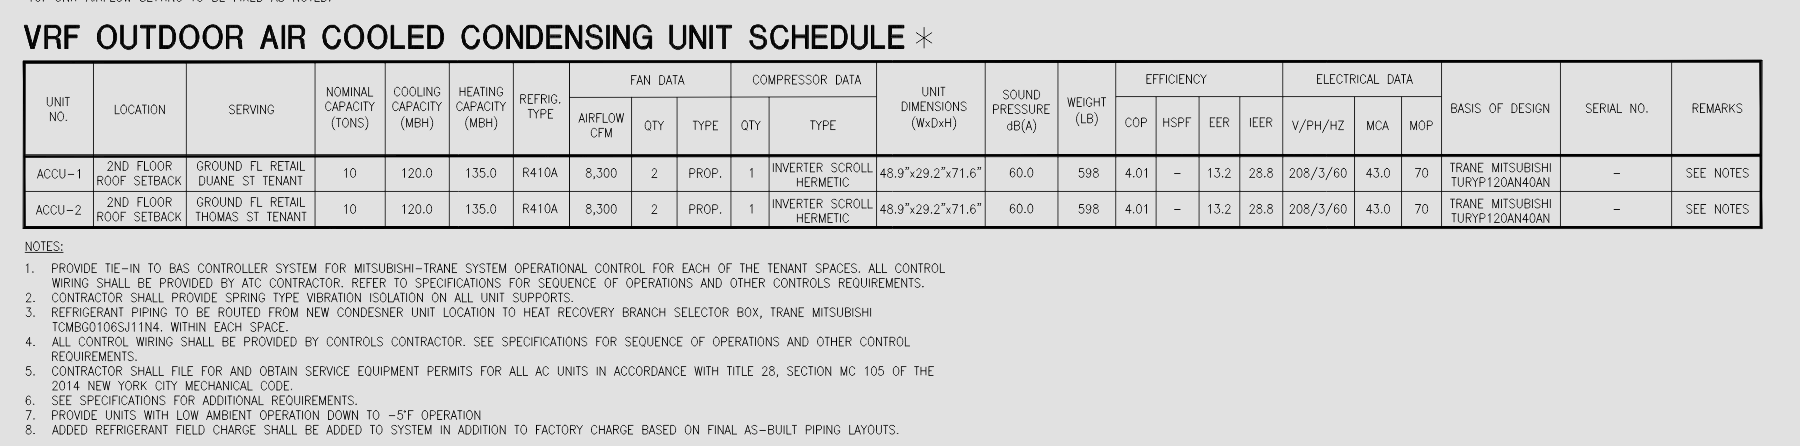 VRF OUTDOOR AIR COOLED CONDENSING UNIT SCHEDULE *
UNIT NO. LOCATION SERVING NOMINAL CAPACITY (TONS) COOLING CAPACITY (MBH) HEATING CAPACITY (MBH) REFRIG. TYPE FAN DATA AIRFLOW CFM QTY TYPE COMPRESSOR DATA QTY TYPE UNIT DIMENSIONS (WxDxH) SOUND PRESSURE dB(A) WEIGHT (LB) EFFICIENCY COP HSPF EER IEER ELECTRICAL DATA V/PH/HZ MCA MOP BASIS OF DESIGN SERIAL NO. REMARKS
ACCU-1 2ND FLOOR ROOF SETBACK GROUND FL RETAIL DUANE ST TENANT 10 120.0 135.0 R410A 8,300 2 PROP. 1 INVERTER SCROLL HERMETIC 48.9"x29.2"x71.6" 60.0 598 4.01 - 13.2 28.8 208/3/60 43.0 70 TRANE MITSUBISHI TURYP120AN40AN - SEE NOTES
ACCU-2 2ND FLOOR ROOF SETBACK GROUND FL RETAIL THOMAS ST TENANT 10 120.0 135.0 R410A 8,300 2 PROP. 1 INVERTER SCROLL HERMETIC 48.9"x29.2"x71.6" 60.0 598 4.01 - 13.2 28.8 208/3/60 43.0 70 TRANE MITSUBISHI TURYP120AN40AN - SEE NOTES
NOTES:
1. PROVIDE TIE-IN TO BAS CONTROLLER SYSTEM FOR MITSUBISHI-TRANE SYSTEM OPERATIONAL CONTROL FOR EACH OF THE TENANT SPACES. ALL CONTROL
WIRING SHALL BE PROVIDED BY ATC CONTRACTOR. REFER TO SPECIFICATIONS FOR SEQUENCE OF OPERATIONS AND OTHER CONTROLS REQUIREMENTS.
2. CONTRACTOR SHALL PROVIDE SPRING TYPE VIBRATION ISOLATION ON ALL UNIT SUPPORTS.
3. REFRIGERANT PIPING TO BE ROUTED FROM NEW CONDESNER UNIT LOCATION TO HEAT RECOVERY BRANCH SELECTOR BOX, TRANE MITSUBISHI
TCMBG0106SJ11N4. WITHIN EACH SPACE.
4. ALL CONTROL WIRING SHALL BE PROVIDED BY CONTROLS CONTRACTOR. SEE SPECIFICATIONS FOR SEQUENCE OF OPERATIONS AND OTHER CONTROL
REQUIREMENTS.
5. CONTRACTOR SHALL FILE FOR AND OBTAIN SERVICE EQUIPMENT PERMITS FOR ALL AC UNITS IN ACCORDANCE WITH TITLE 28, SECTION MC 105 OF THE
2014 NEW YORK CITY MECHANICAL CODE.
6. SEE SPECIFICATIONS FOR ADDITIONAL REQUIREMENTS.
7. PROVIDE UNITS WITH LOW AMBIENT OPERATION DOWN TO -5°F OPERATION
8. ADDED REFRIGERANT FIELD CHARGE SHALL BE ADDED TO SYSTEM IN ADDITION TO FACTORY CHARGE BASED ON FINAL AS-BUILT PIPING LAYOUTS.